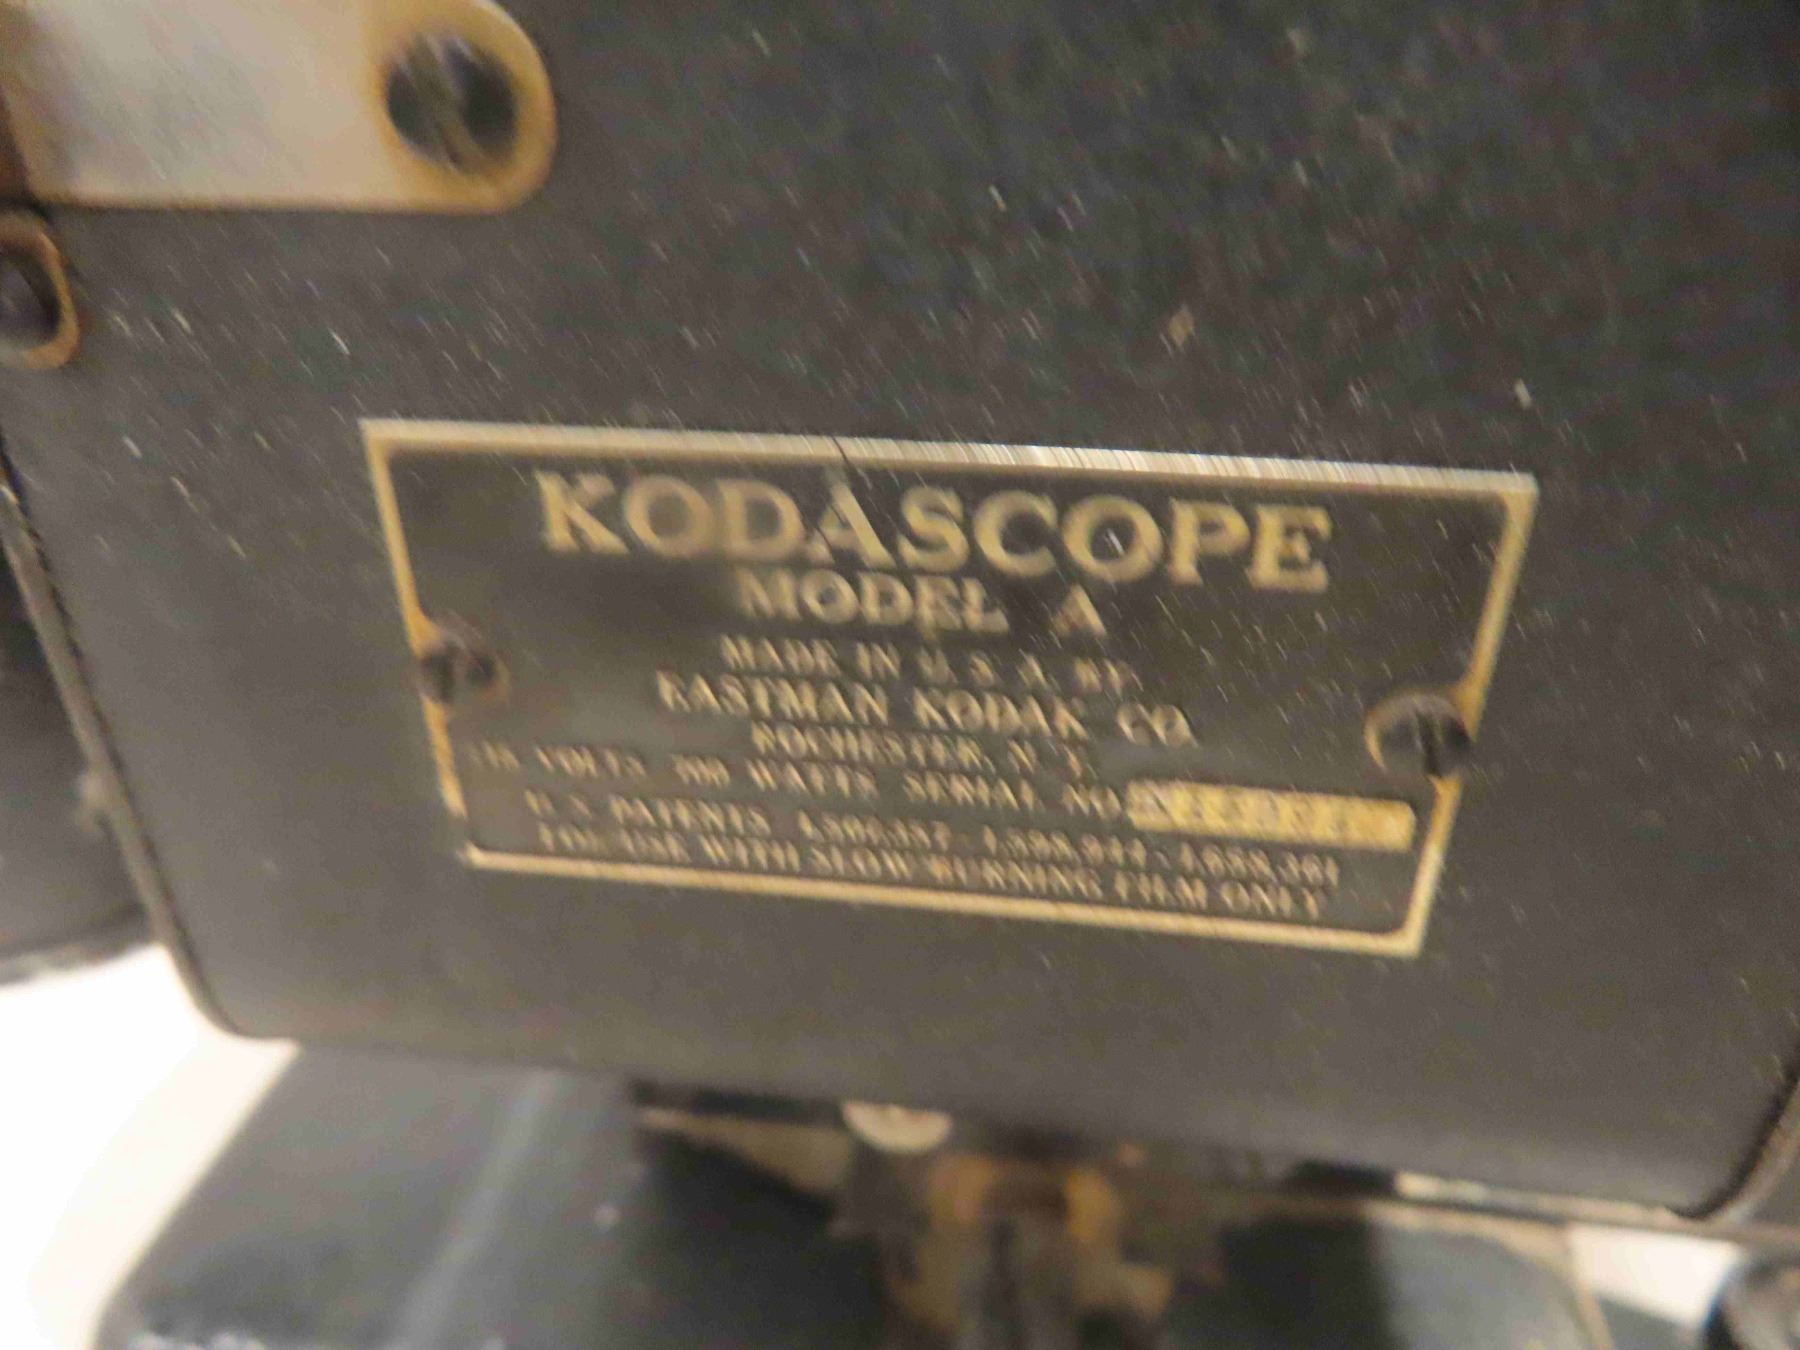 KODASCOPE
MODEL A
MADE IN U.S.A. BY
EASTMAN KODAK CO.
ROCHESTER, N.Y.
VOLTS WATTS SERIAL NO.
U.S. PATENTS
FOR USE WITH SLOW BURNING FILM ONLY